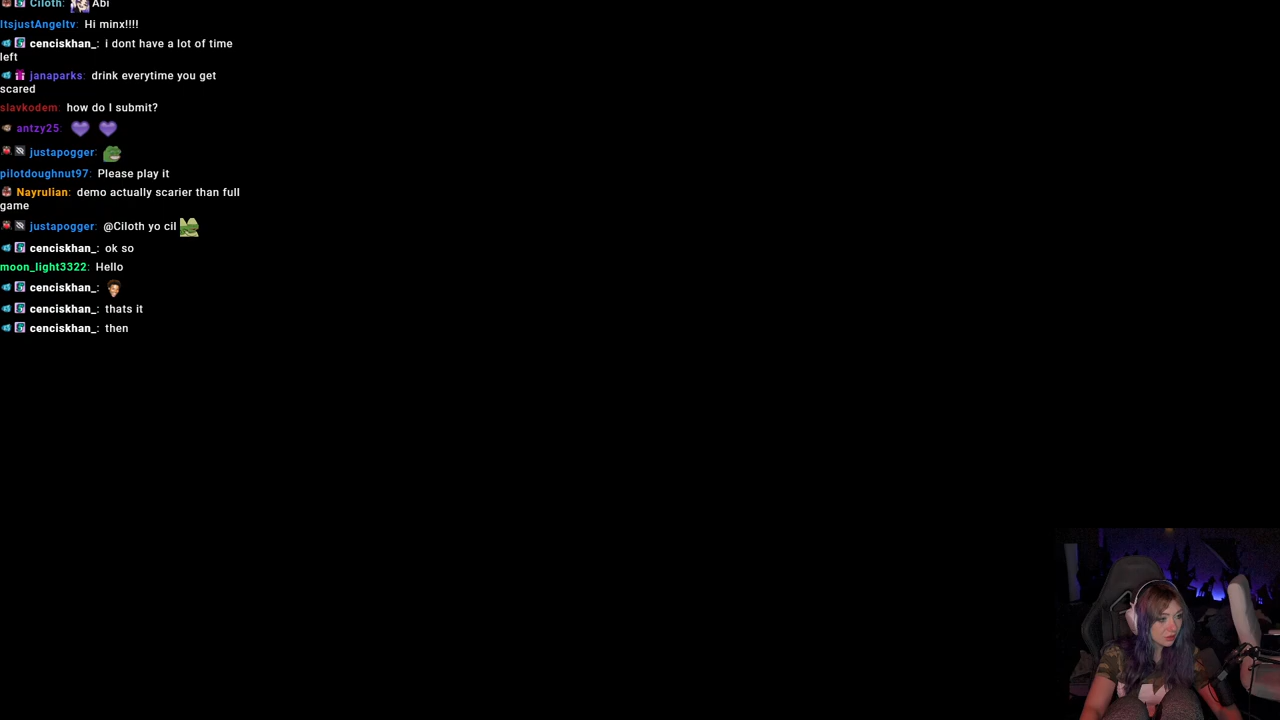 Ciloth: Abi
ItsjustAngeltv: Hi minx!!!!
cenciskhan_: i dont have a lot of time
left
janaparks: drink everytime you get
scared
slavkodem: how do I submit?
antzy25:
justapogger:
pilotdoughnut97: Please play it
Nayrulian: demo actually scarier than full
game
justapogger: @Ciloth yo cil
cenciskhan_: ok so
moon_light3322: Hello
cenciskhan_:
cenciskhan_: thats it
cenciskhan_: then